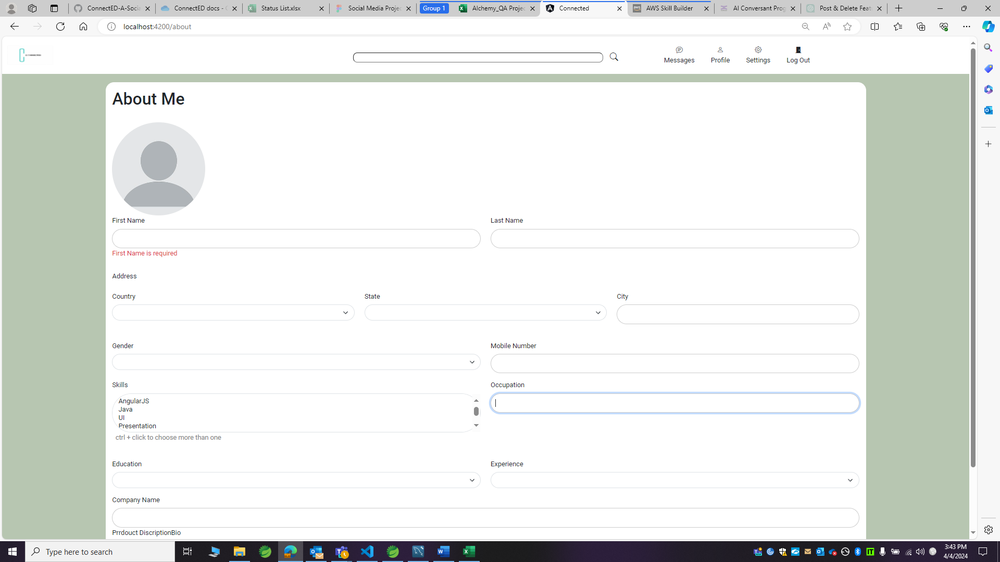 ConnectED-A-Socia
ConnectED docs - 
Status List.xlsx
Social Media Projec
Group 1
Alchemy_QA Projec
Connected
AWS Skill Builder
AI Conversant Prog
Post & Delete Feat
localhost:4200/about
Messages
Profile
Settings
Log Out
About Me
First Name
Last Name
First Name is required
Address
Country
State
City
Gender
Mobile Number
Skills
Occupation
AngularJS
Java
UI
Presentation
ctrl + click to choose more than one
Education
Experience
Company Name
Prrdouct DiscriptionBio
Type here to search
3:43 PM
4/4/2024